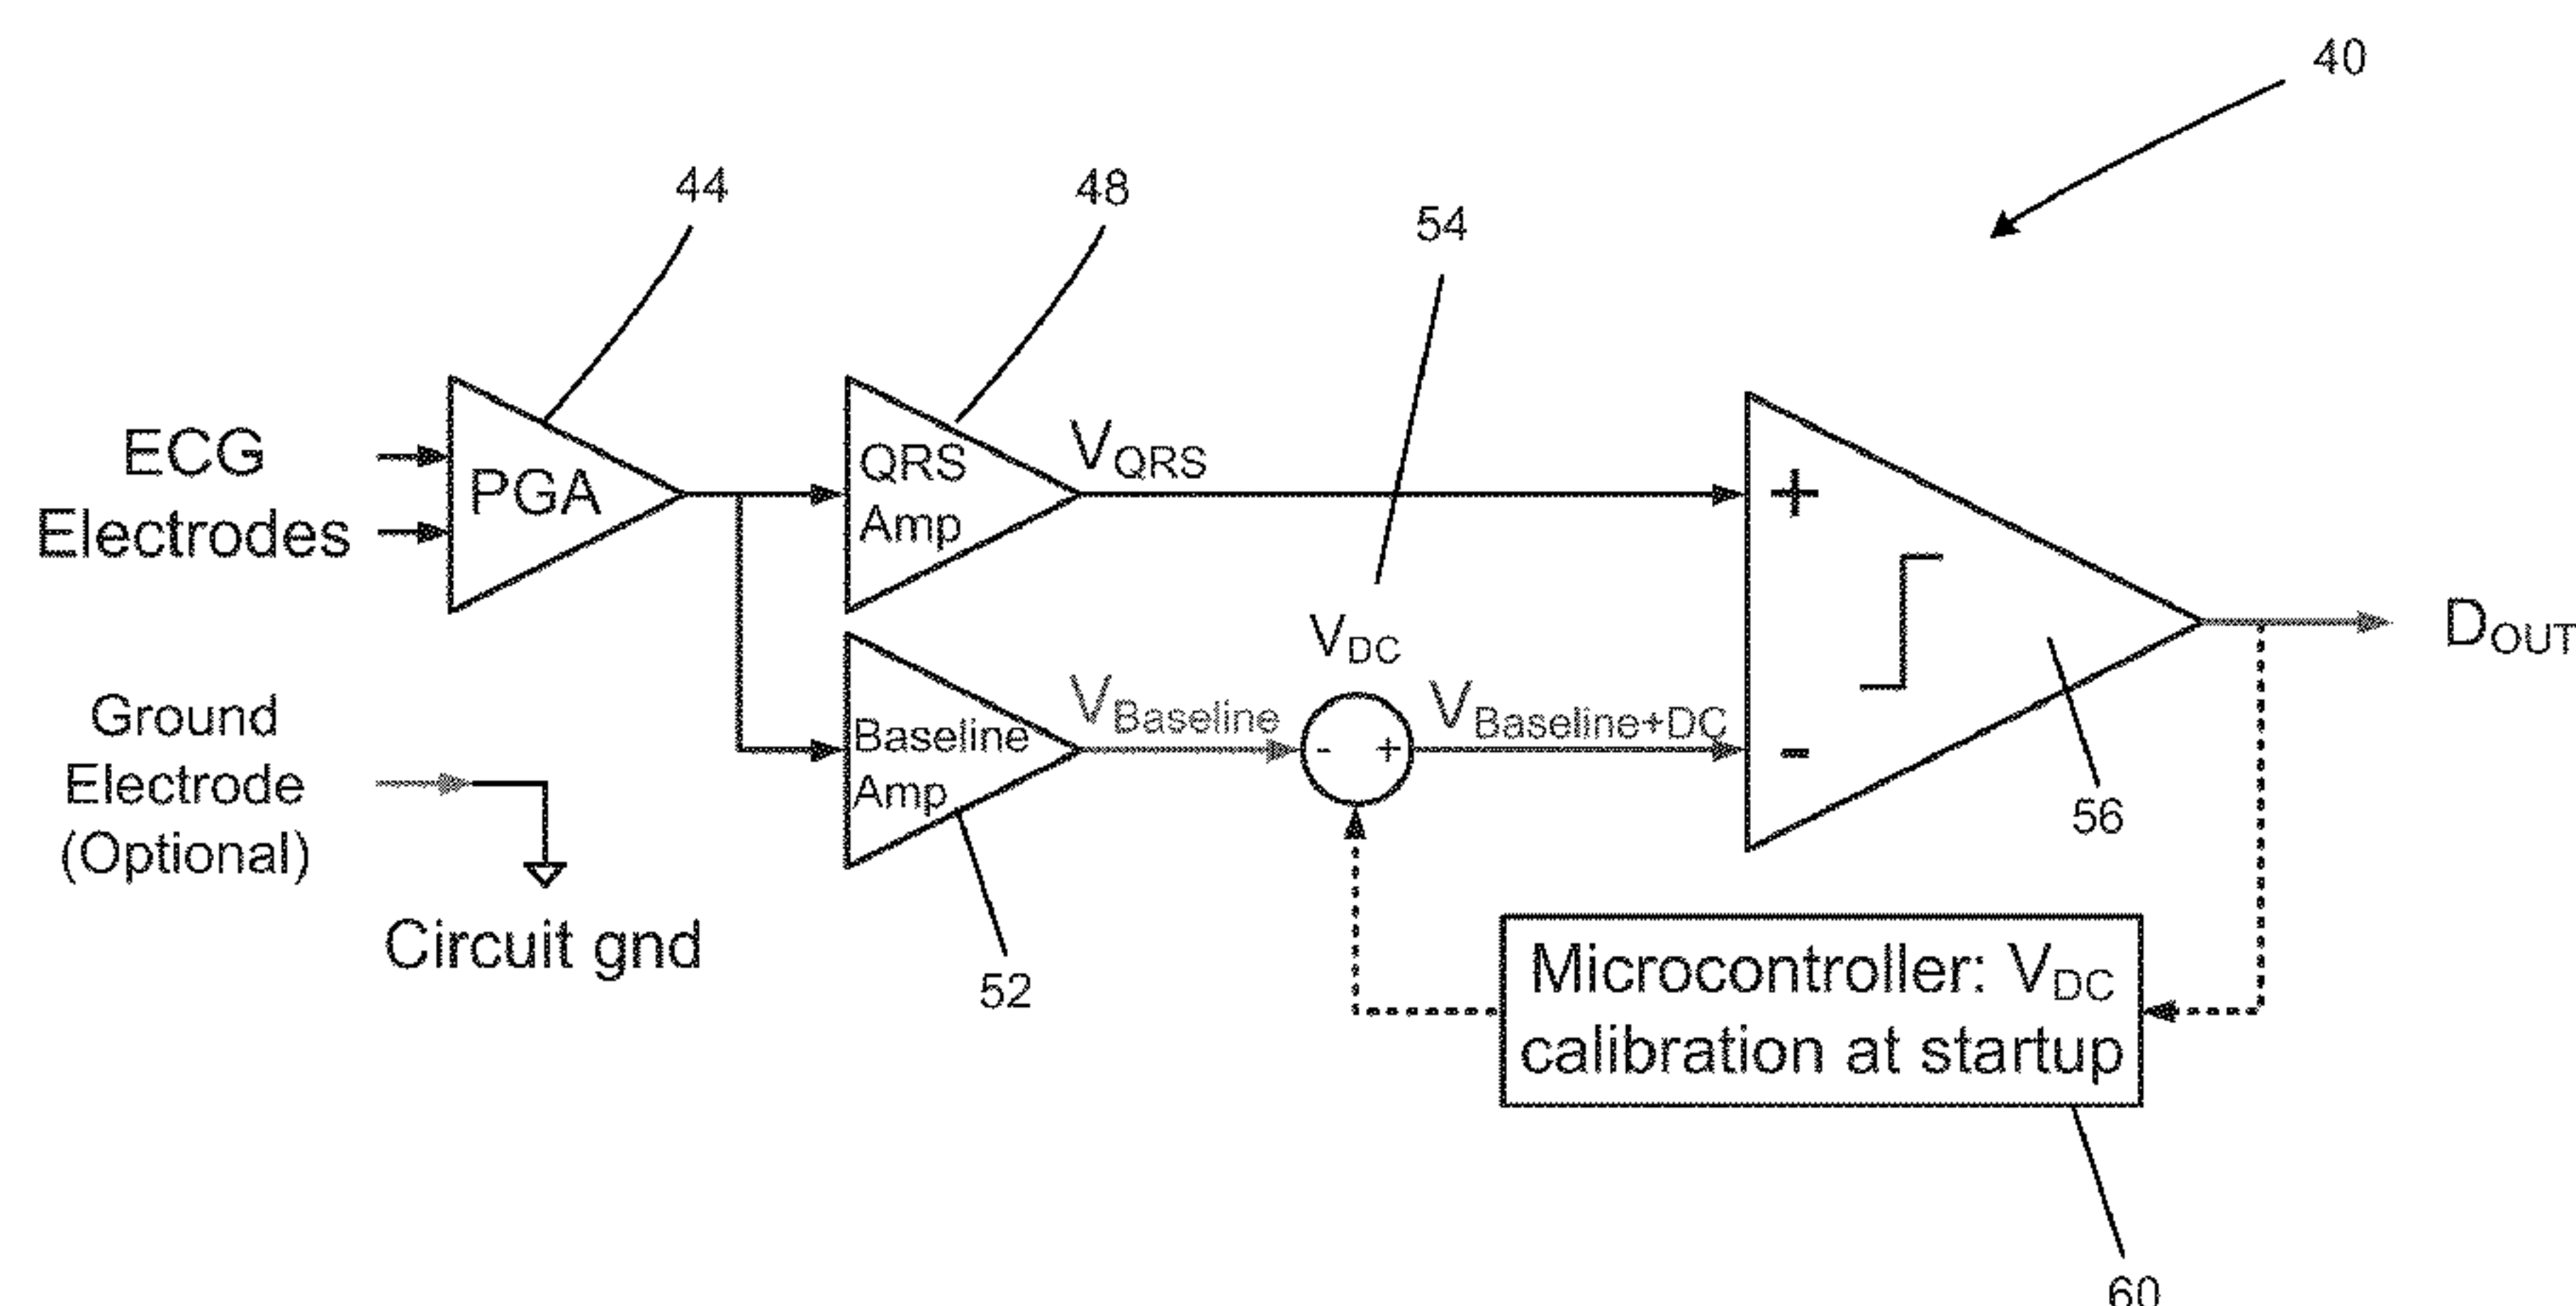 40
44
48
54
ECG
Electrodes
PGA
QRS
Amp
VQRS
+
VDC
DOUT
Ground
Electrode
(Optional)
Circuit gnd
Baseline
Amp
VBaseline
- +
VBaseline+DC
-
56
52
Microcontroller: VDC
calibration at startup
60